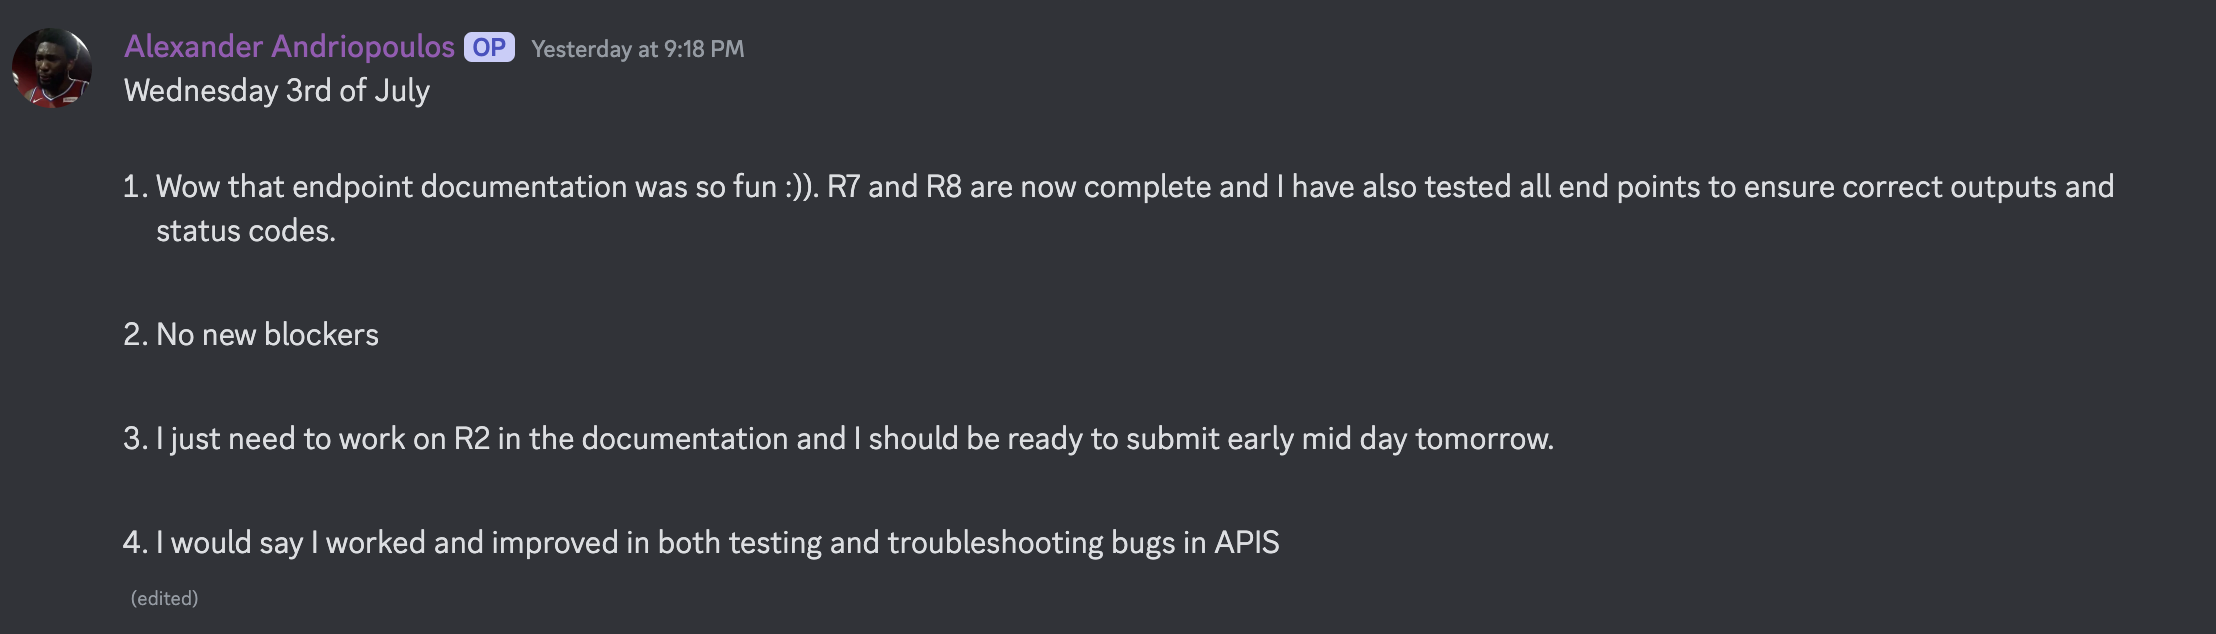 Alexander Andriopoulos OP Yesterday at 9:18 PM
Wednesday 3rd of July
1. Wow that endpoint documentation was so fun :)). R7 and R8 are now complete and I have also tested all end points to ensure correct outputs and
status codes.
2. No new blockers
3. I just need to work on R2 in the documentation and I should be ready to submit early mid day tomorrow.
4. I would say I worked and improved in both testing and troubleshooting bugs in APIS
(edited)